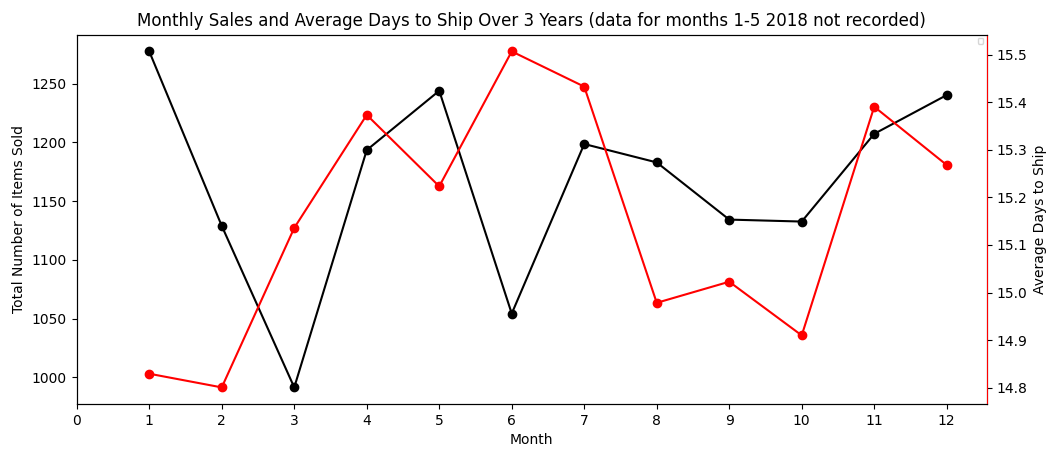 Monthly Sales and Average Days to Ship Over 3 Years (data for months 1-5 2018 not recorded)
Total Number of Items Sold
1250
1200
1150
1100
1050
1000
15.5
15.4
15.3
15.2
15.1
15.0
14.9
14.8
Average Days to Ship
0 1 2 3 4 5 6 7 8 9 10 11 12
Month